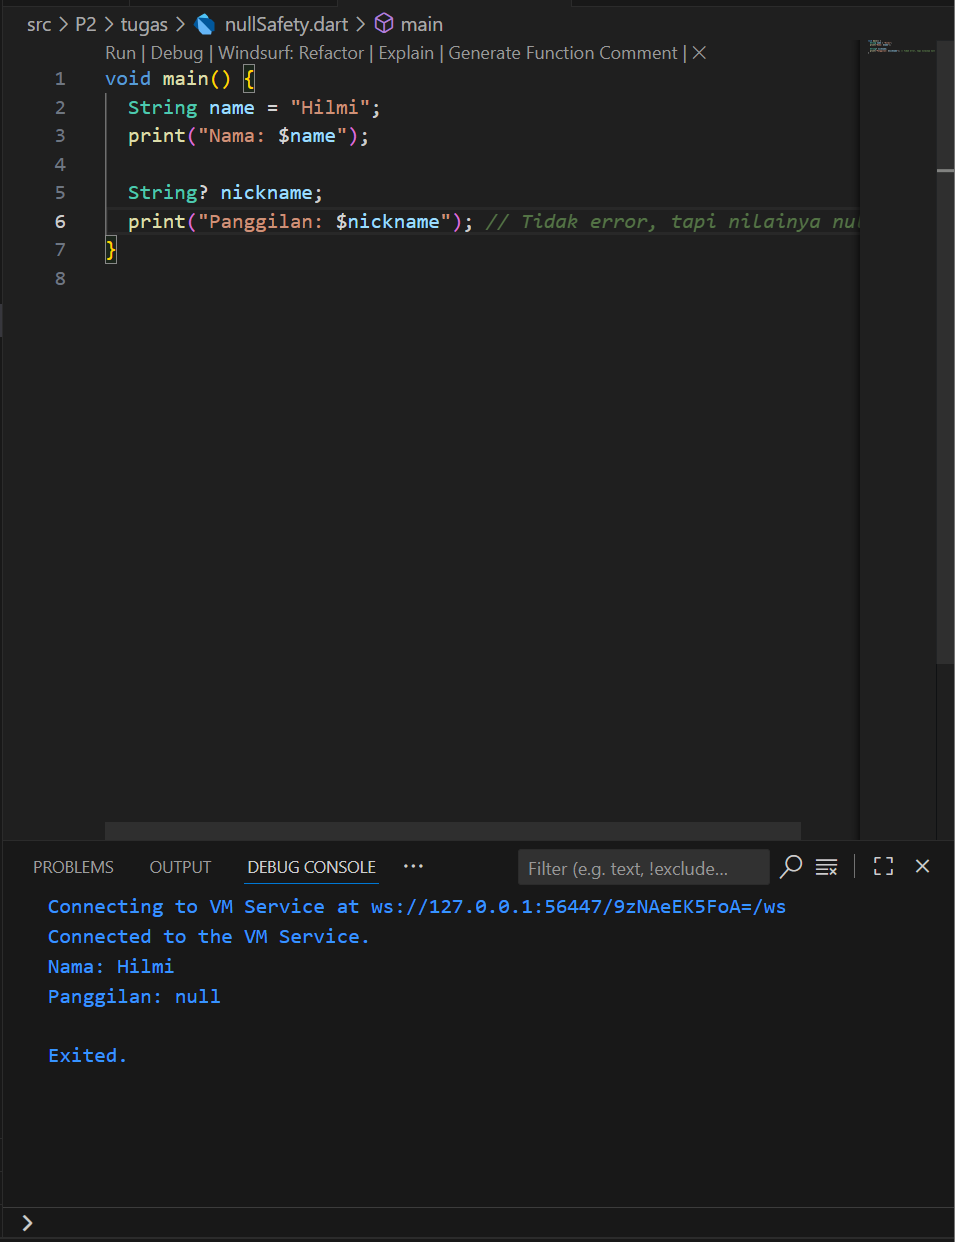 src > P2 > tugas > nullSafety.dart > main
Run | Debug | Windsurf: Refactor | Explain | Generate Function Comment | ×
1 void main() {
2 String name = "Hilmi";
3 print("Nama: $name");
4
5 String? nickname;
6 print("Panggilan: $nickname"); // Tidak error, tapi nilainya nul
7 }
8
PROBLEMS OUTPUT DEBUG CONSOLE ··· Filter (e.g. text, !exclude...
Connecting to VM Service at ws://127.0.0.1:56447/9zNAeEK5FoA=/ws
Connected to the VM Service.
Nama: Hilmi
Panggilan: null
Exited.
>